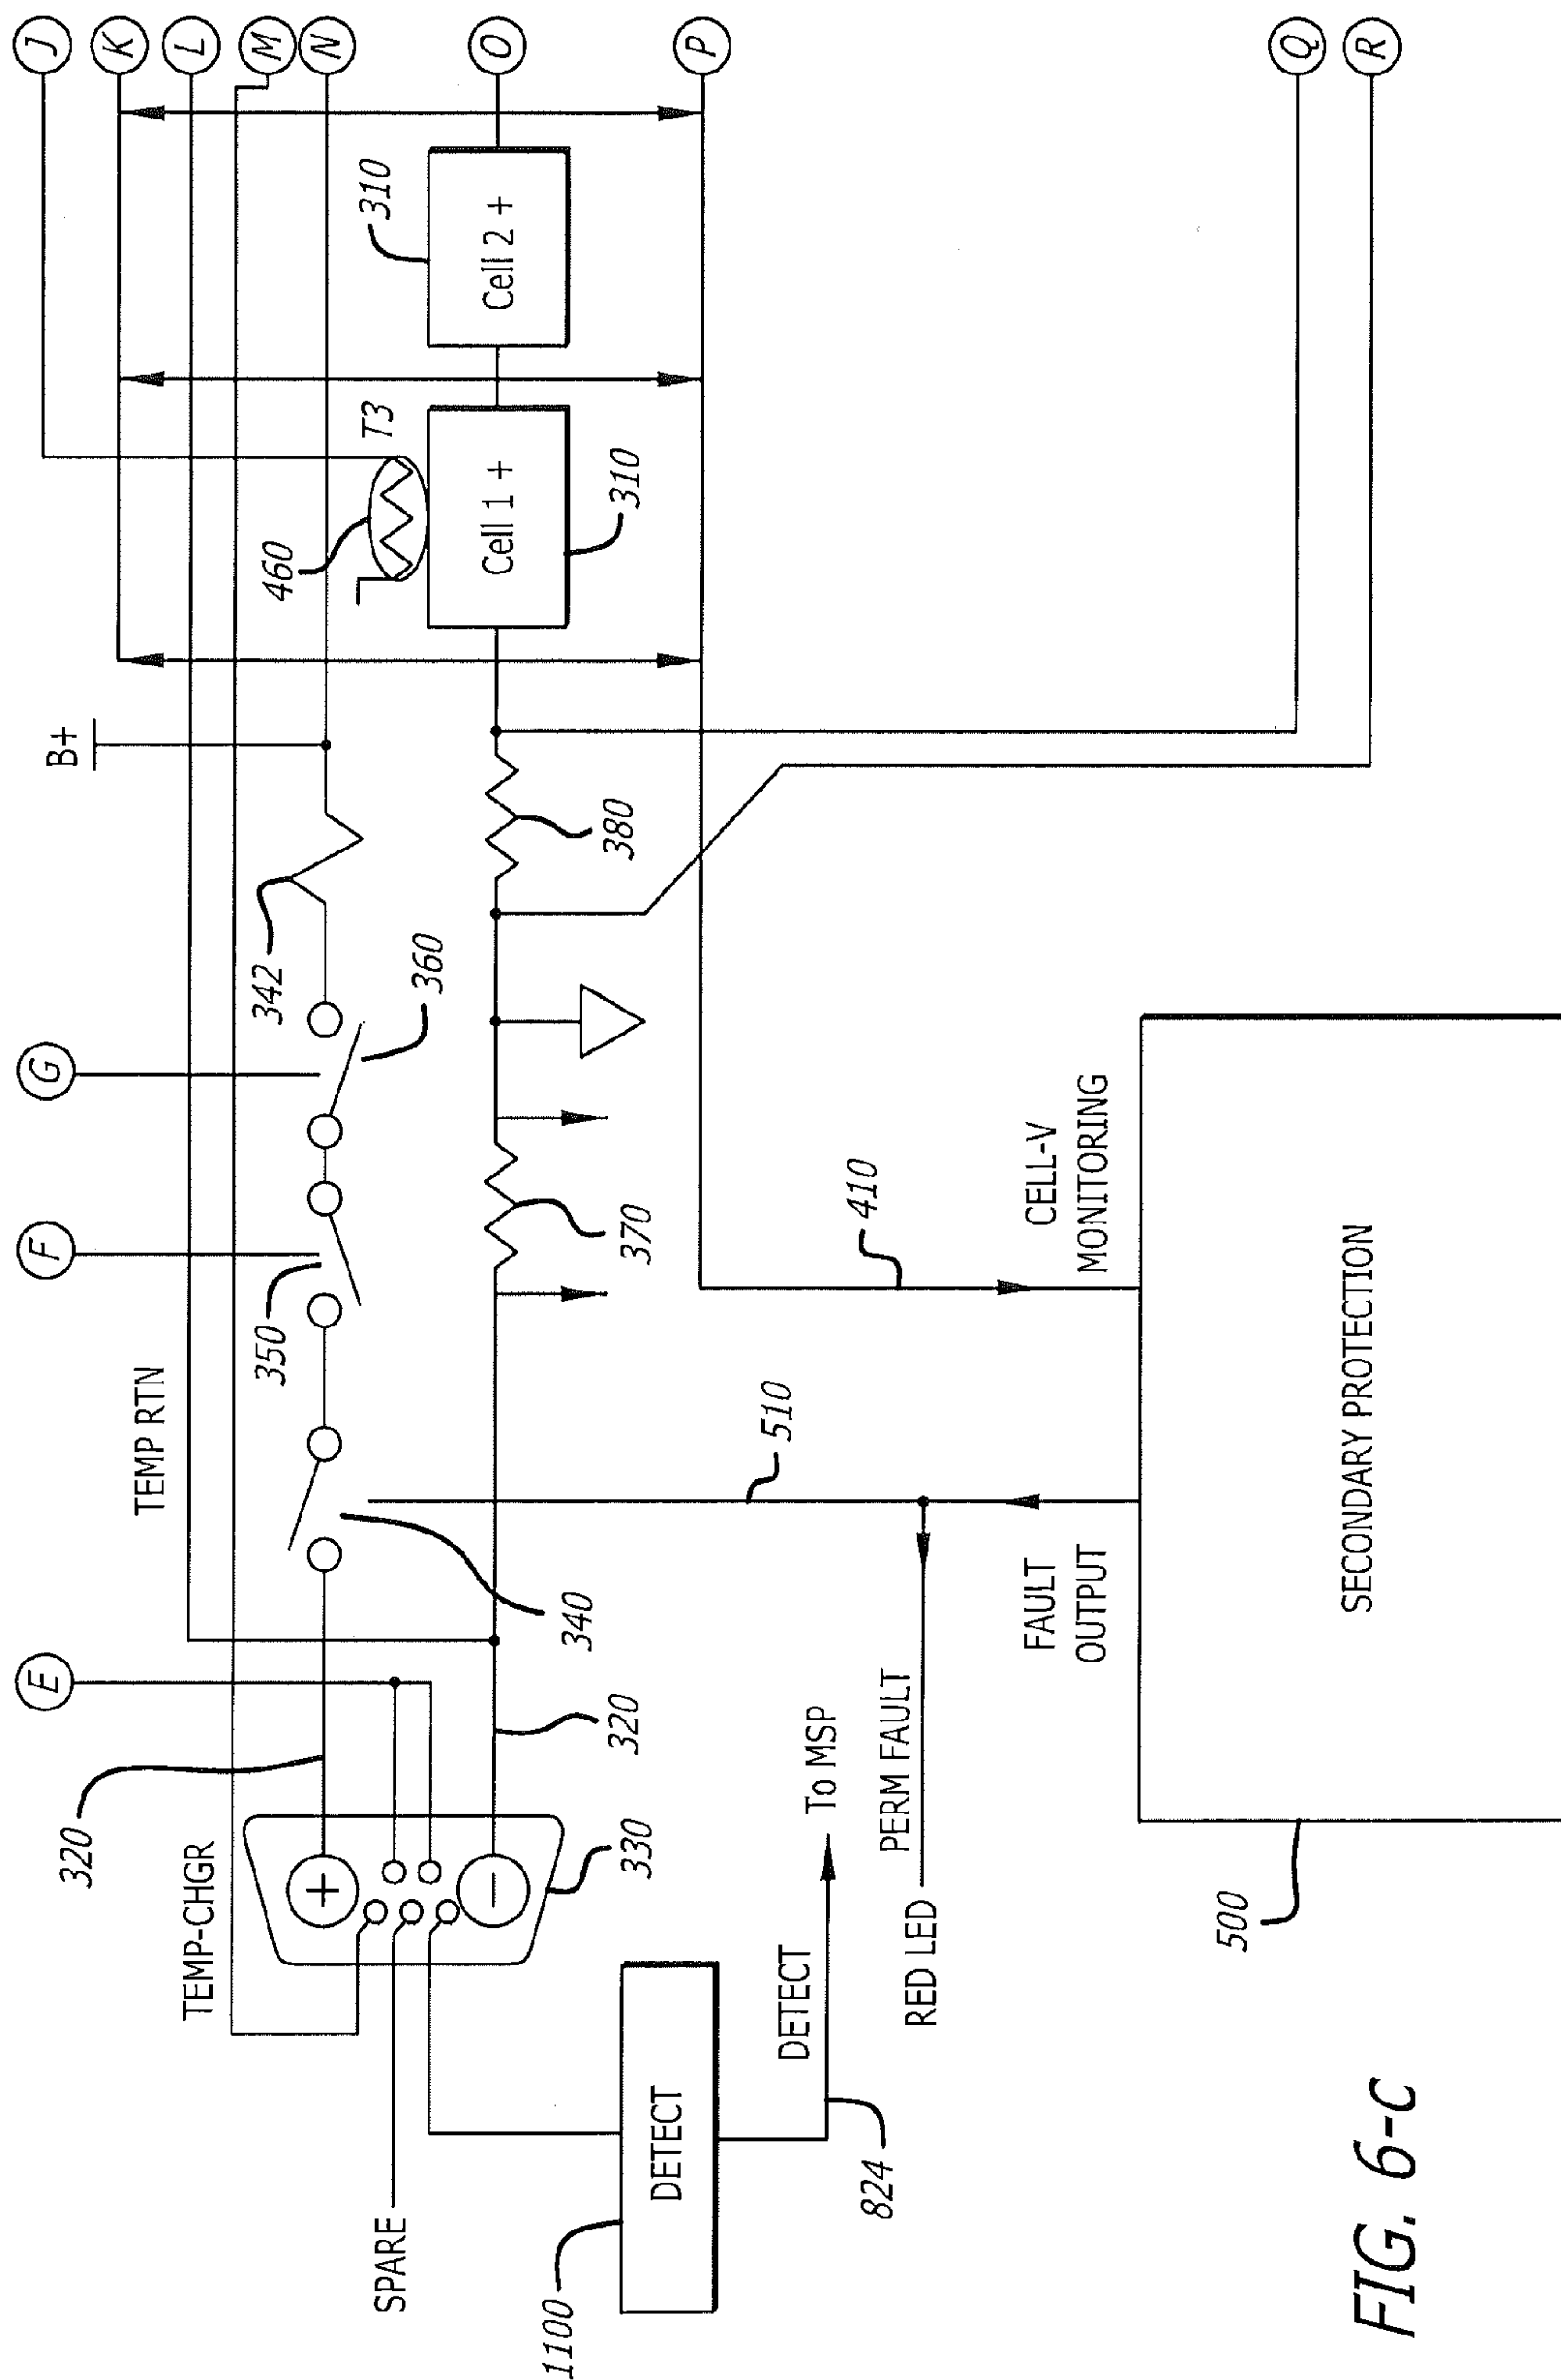 J
K
L
M
N
O
P
Q
R
E
F
G
B+
TEMP RTN
342
360
350
320
TEMP-CHGR
SPARE
460
T3
310
Cell 2 +
Cell 1 +
310
380
370
340
320
330
+
−
1100
DETECT
DETECT
824
To MSP
RED LED
PERM FAULT
510
410
FAULT
OUTPUT
CELL-V
MONITORING
SECONDARY PROTECTION
500
FIG. 6-C